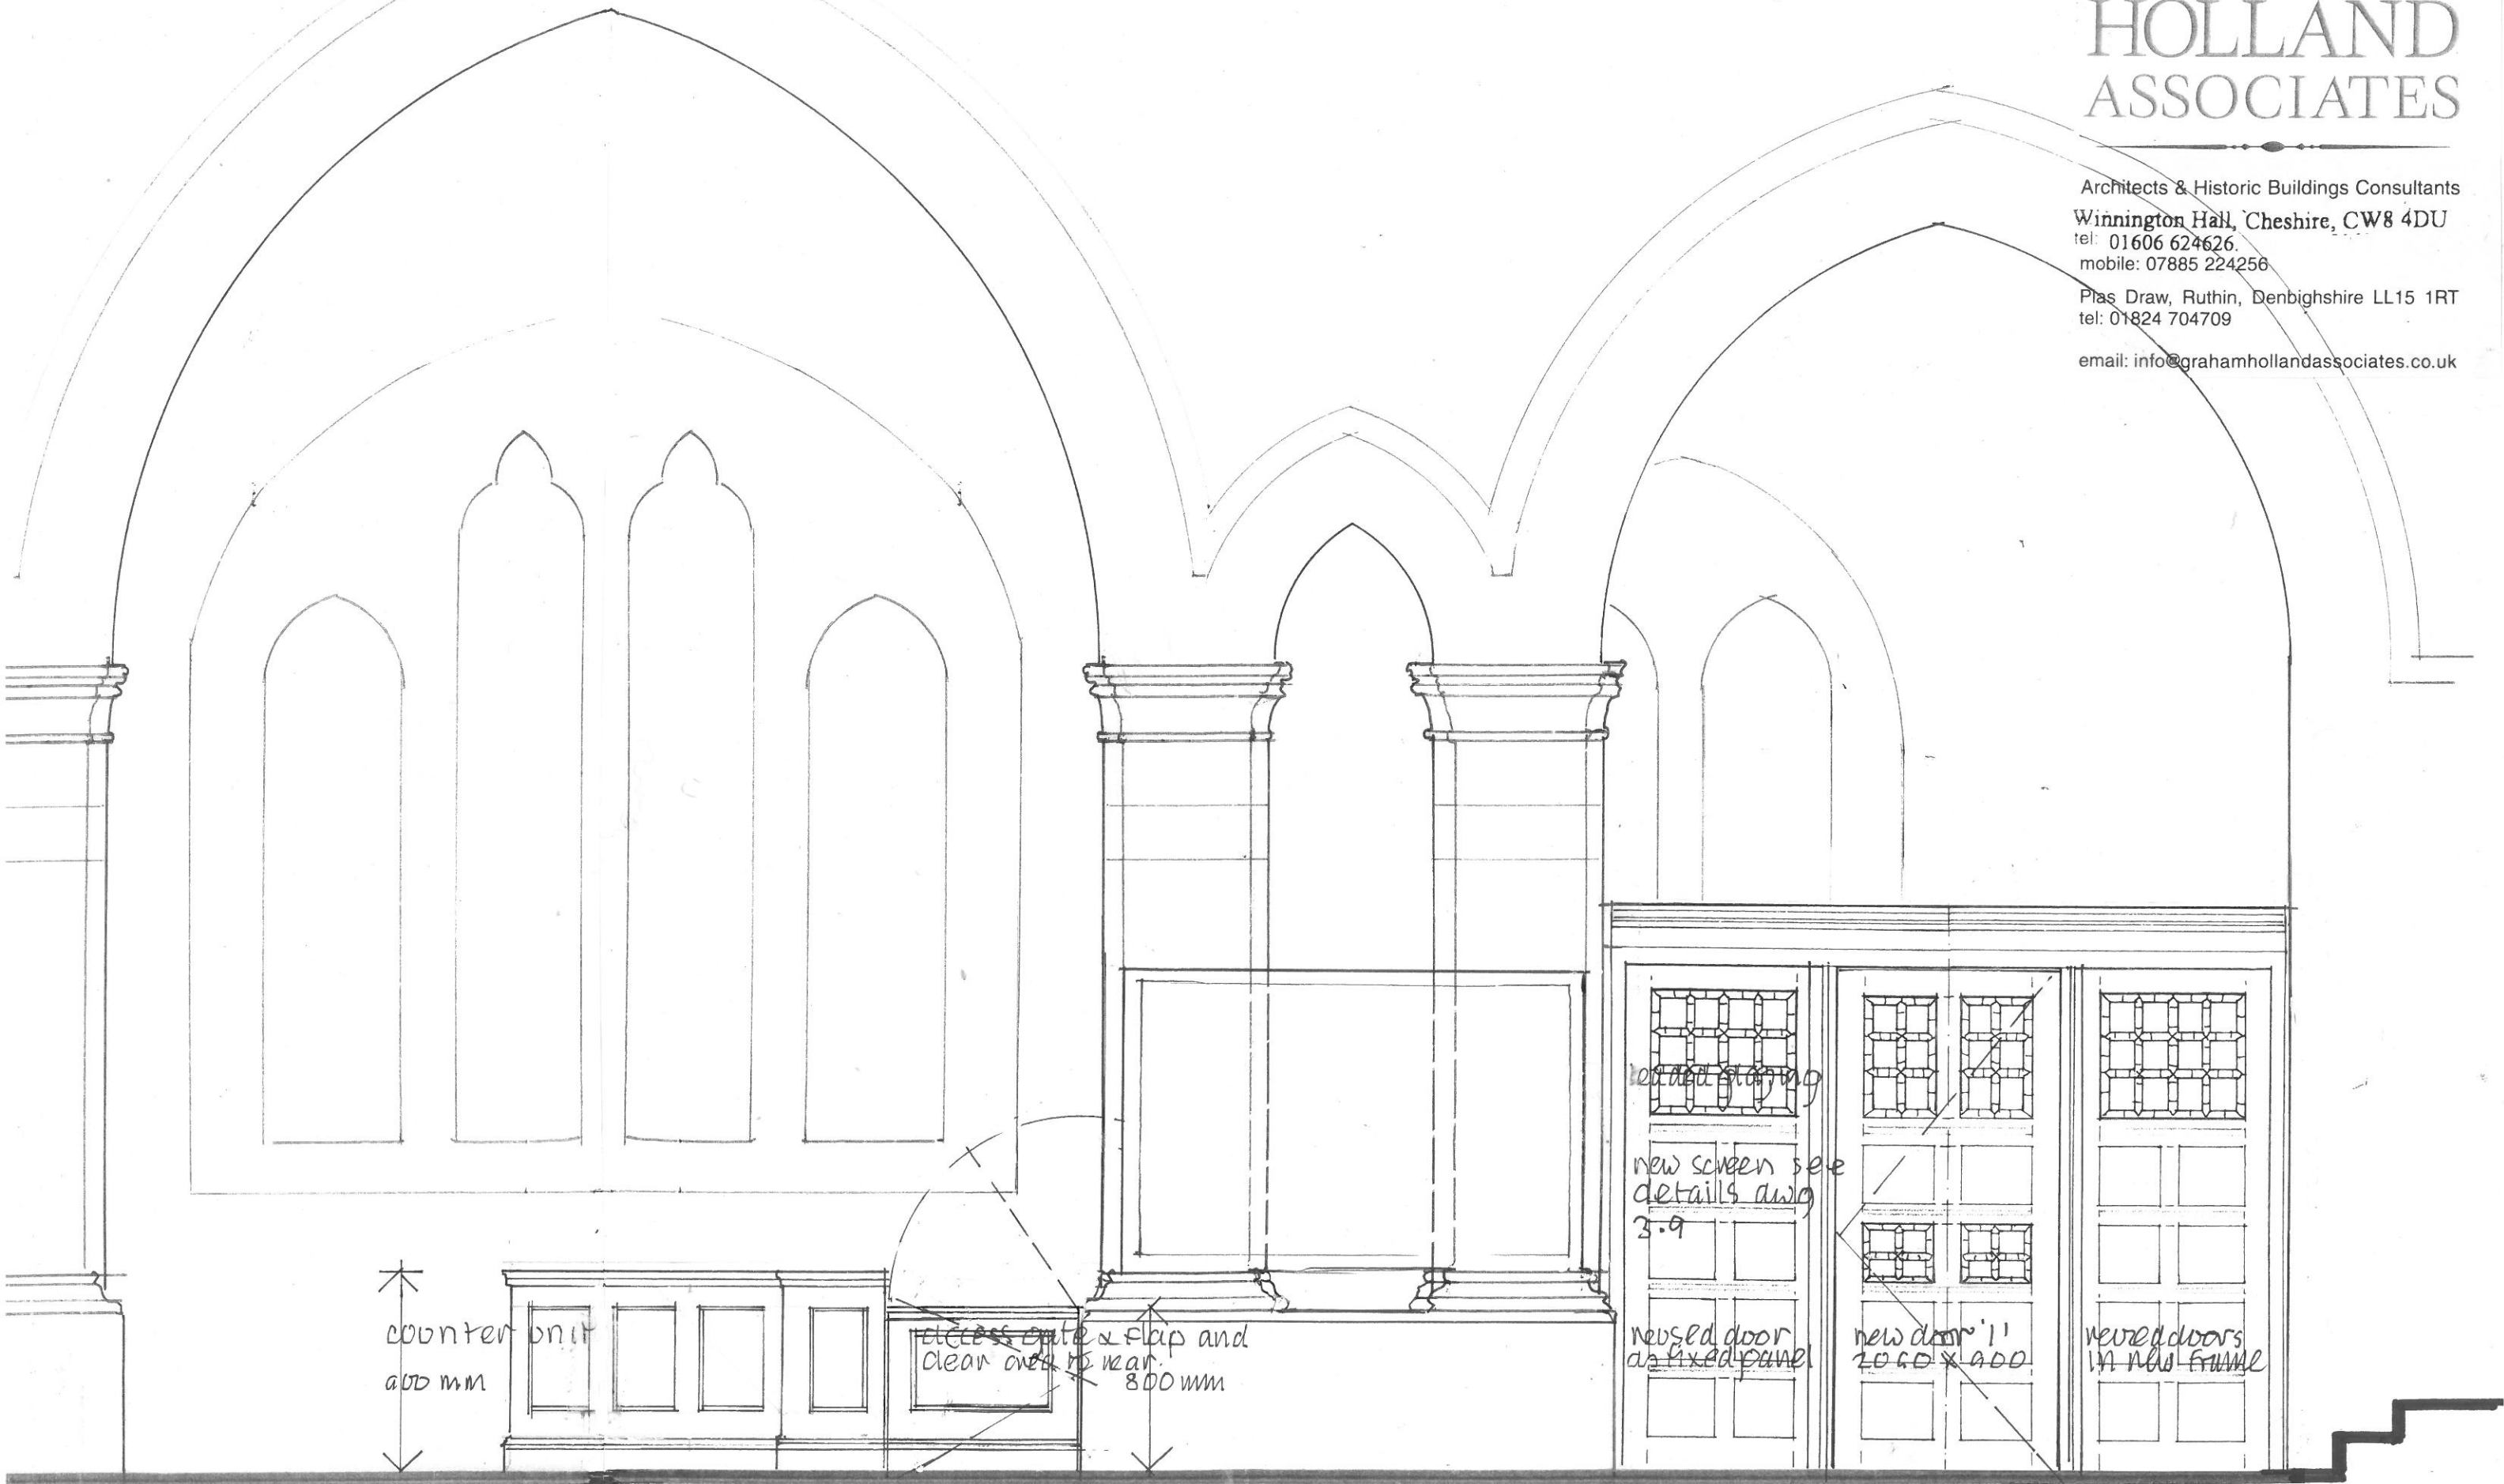 HOLLAND
ASSOCIATES
Architects & Historic Buildings Consultants
Winnington Hall, Cheshire, CW8 4DU
tel: 01606 624626.
mobile: 07885 224256
Plas Draw, Ruthin, Denbighshire LL15 1RT
tel: 01824 704709
email: info@grahamhollandassociates.co.uk
leaded glazing
new screen see
details dwg
3.9
counter unit
900 mm
access gate & flap and
clear area to rear.
800mm
reused door
as fixed panel
new door '1'
2040 x 900
reused doors
in new frame